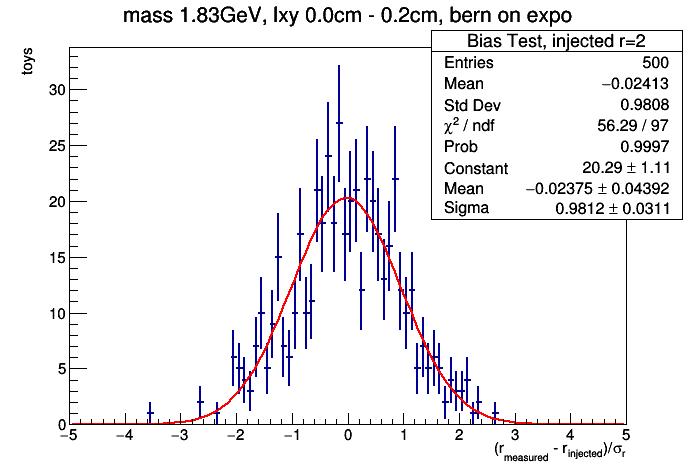 mass 1.83GeV, lxy 0.0cm - 0.2cm, bern on expo
Bias Test, injected r=2
Entries 500
Mean −0.02413
Std Dev 0.9808
χ² / ndf 56.29 / 97
Prob 0.9997
Constant 20.29 ± 1.11
Mean −0.02375 ± 0.04392
Sigma 0.9812 ± 0.0311
toys
30
25
20
15
10
5
0
−5 −4 −3 −2 −1 0 1 2 3 4 5
(r_measured - r_injected)/σ_r